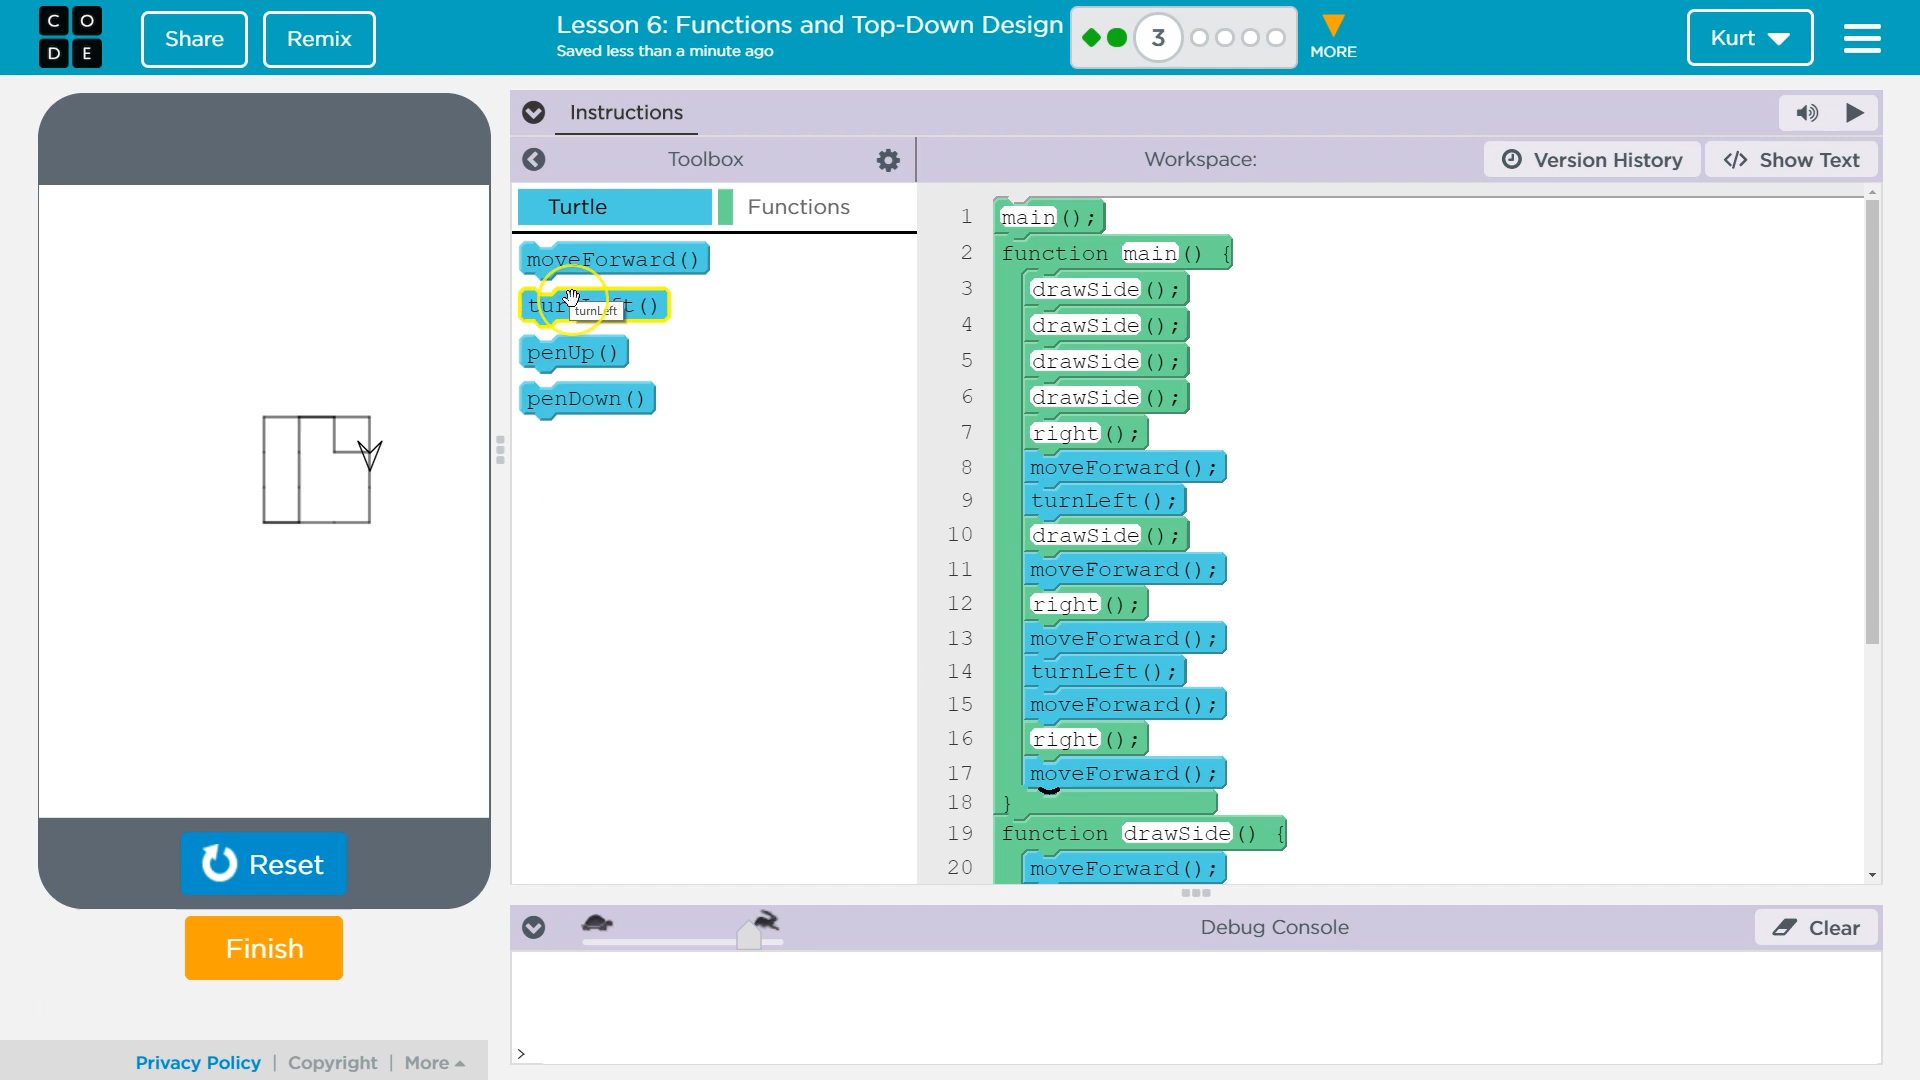 CO
DE
Share
Remix
Lesson 6: Functions and Top-Down Design
Saved less than a minute ago
3
MORE
Kurt
Instructions
Toolbox
Workspace:
Version History
</> Show Text
Turtle
Functions
moveForward()
turnLeft
penUp()
penDown()
1 main();
2 function main() {
3 drawSide();
4 drawSide();
5 drawSide();
6 drawSide();
7 right();
8 moveForward();
9 turnLeft();
10 drawSide();
11 moveForward();
12 right();
13 moveForward();
14 turnLeft();
15 moveForward();
16 right();
17 moveForward();
18 }
19 function drawSide() {
20 moveForward();
Reset
Finish
Debug Console
Clear
>
Privacy Policy | Copyright | More